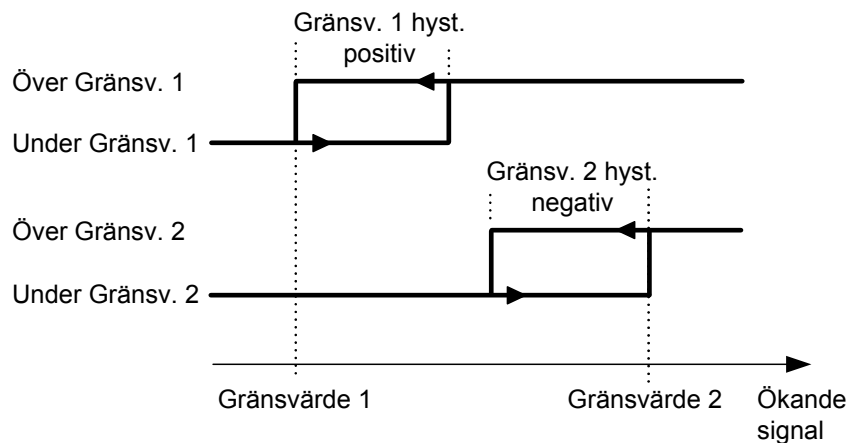 Gränsv. 1 hyst.
positiv
Över Gränsv. 1
Under Gränsv. 1
Gränsv. 2 hyst.
negativ
Över Gränsv. 2
Under Gränsv. 2
Gränsvärde 1
Gränsvärde 2
Ökande
signal